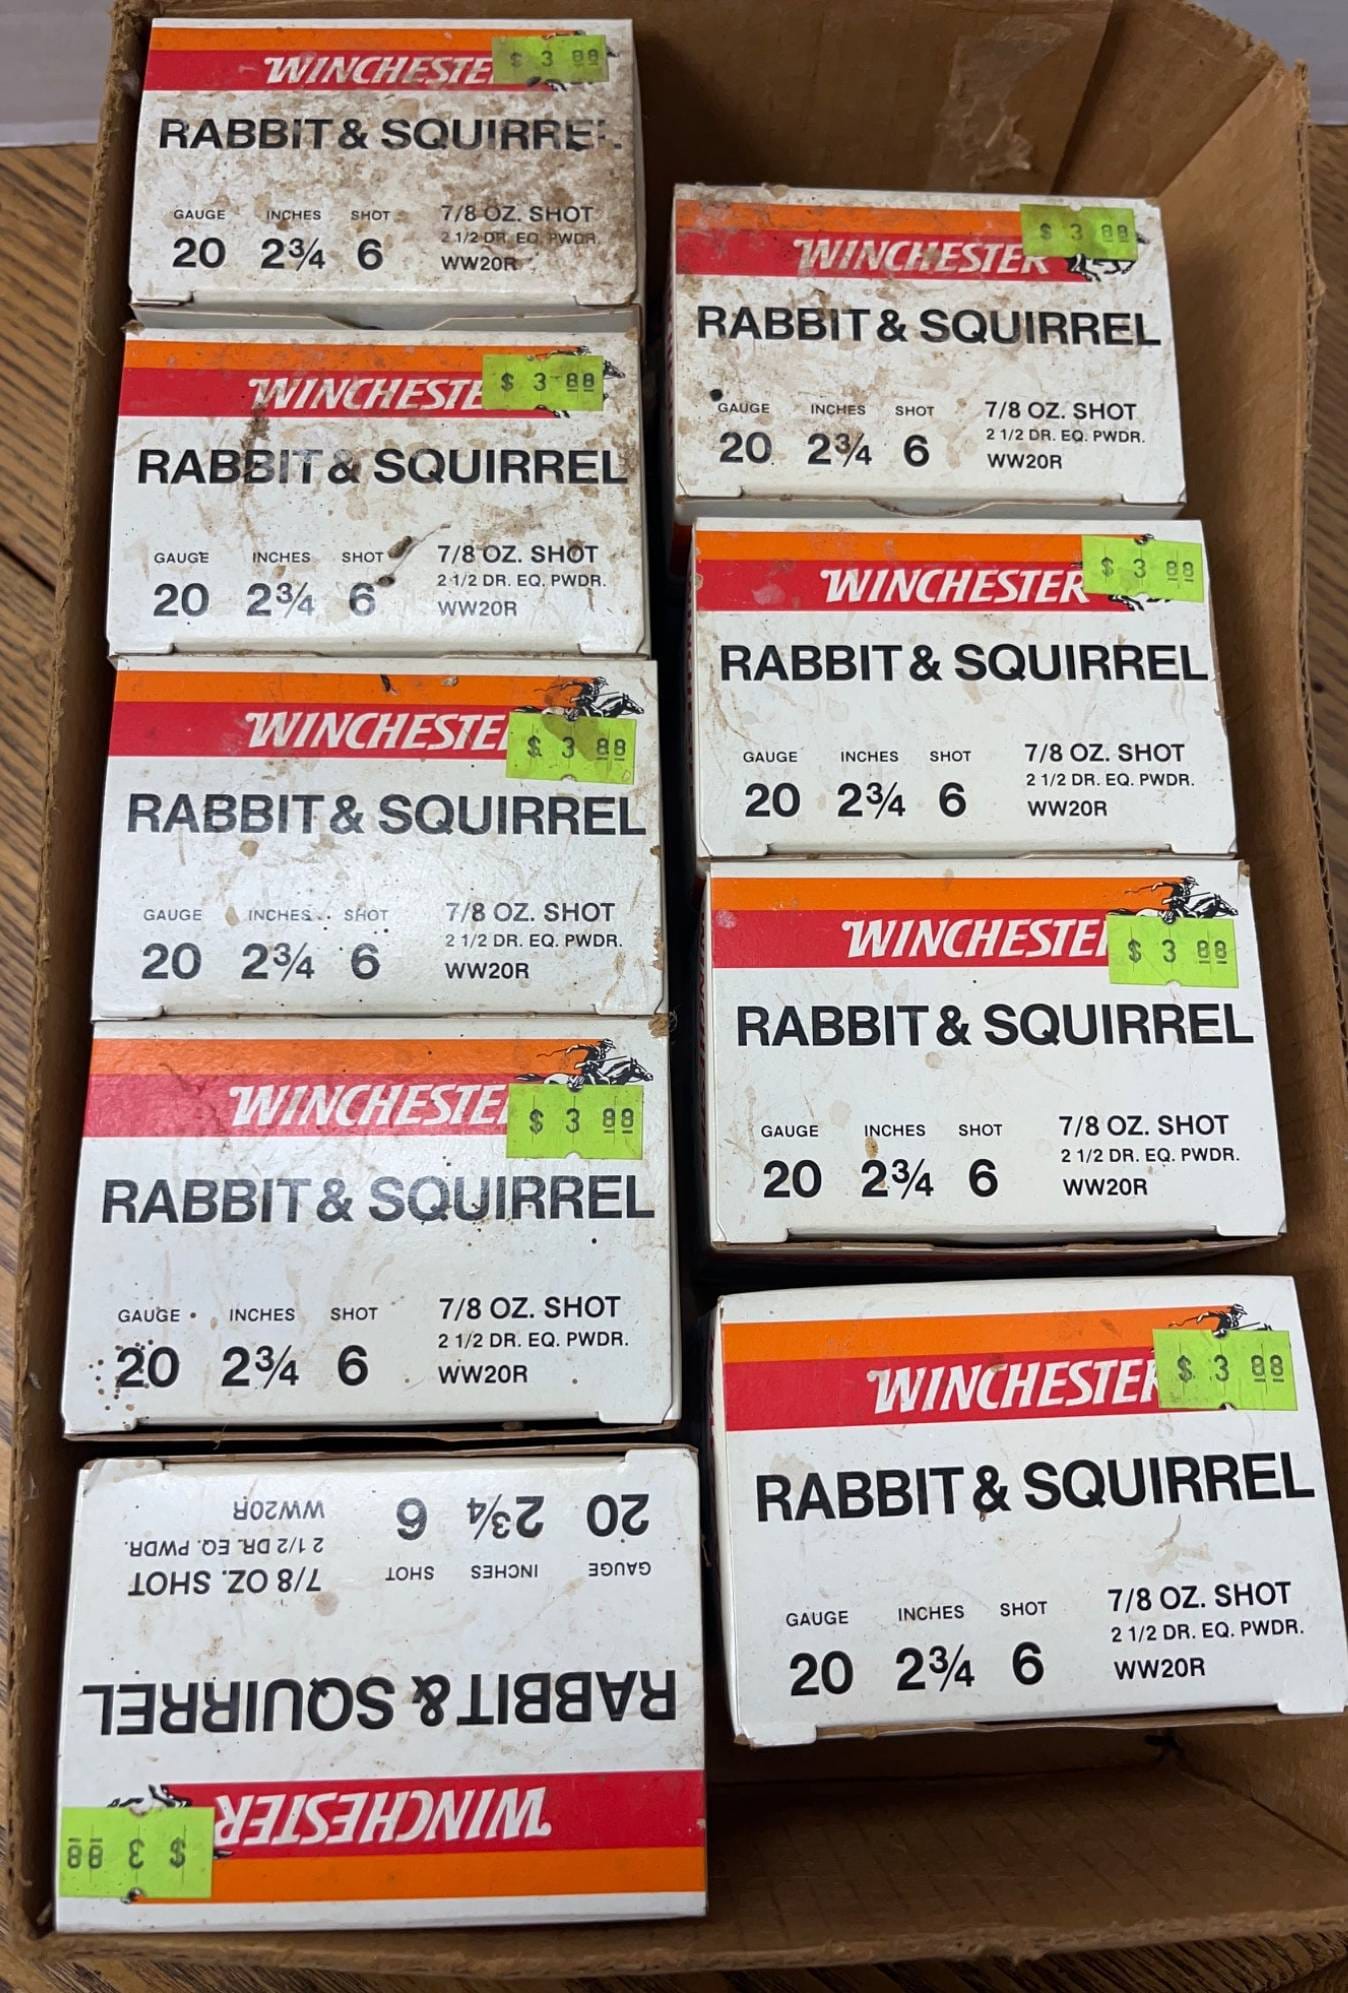 WINCHESTE
$ 3 88
RABBIT & SQUIRREL
GAUGE INCHES SHOT 7/8 OZ. SHOT
20 2¾ 6 2 1/2 DR. EQ. PWDR.
WW20R
WINCHESTE
$ 3 88
RABBIT & SQUIRREL
GAUGE INCHES SHOT 7/8 OZ. SHOT
20 2¾ 6 2 1/2 DR. EQ. PWDR.
WW20R
WINCHESTE
$ 3 88
RABBIT & SQUIRREL
GAUGE INCHES SHOT 7/8 OZ. SHOT
20 2¾ 6 2 1/2 DR. EQ. PWDR.
WW20R
WINCHESTE
$ 3 88
RABBIT & SQUIRREL
GAUGE INCHES SHOT 7/8 OZ. SHOT
20 2¾ 6 2 1/2 DR. EQ. PWDR.
WW20R
WINCHESTER
$ 3 88
RABBIT & SQUIRREL
GAUGE INCHES SHOT 7/8 OZ. SHOT
20 2¾ 6 2 1/2 DR. EQ. PWDR.
WW20R
WINCHESTER
$ 3 88
RABBIT & SQUIRREL
GAUGE INCHES SHOT 7/8 OZ. SHOT
20 2¾ 6 2 1/2 DR. EQ. PWDR.
WW20R
WINCHESTER
$ 3 88
RABBIT & SQUIRREL
GAUGE INCHES SHOT 7/8 OZ. SHOT
20 2¾ 6 2 1/2 DR. EQ. PWDR.
WW20R
WINCHESTE
$ 3 88
RABBIT & SQUIRREL
GAUGE INCHES SHOT 7/8 OZ. SHOT
20 2¾ 6 2 1/2 DR. EQ. PWDR.
WW20R
WINCHESTER
$ 3 88
RABBIT & SQUIRREL
GAUGE INCHES SHOT 7/8 OZ. SHOT
20 2¾ 6 2 1/2 DR. EQ. PWDR.
WW20R